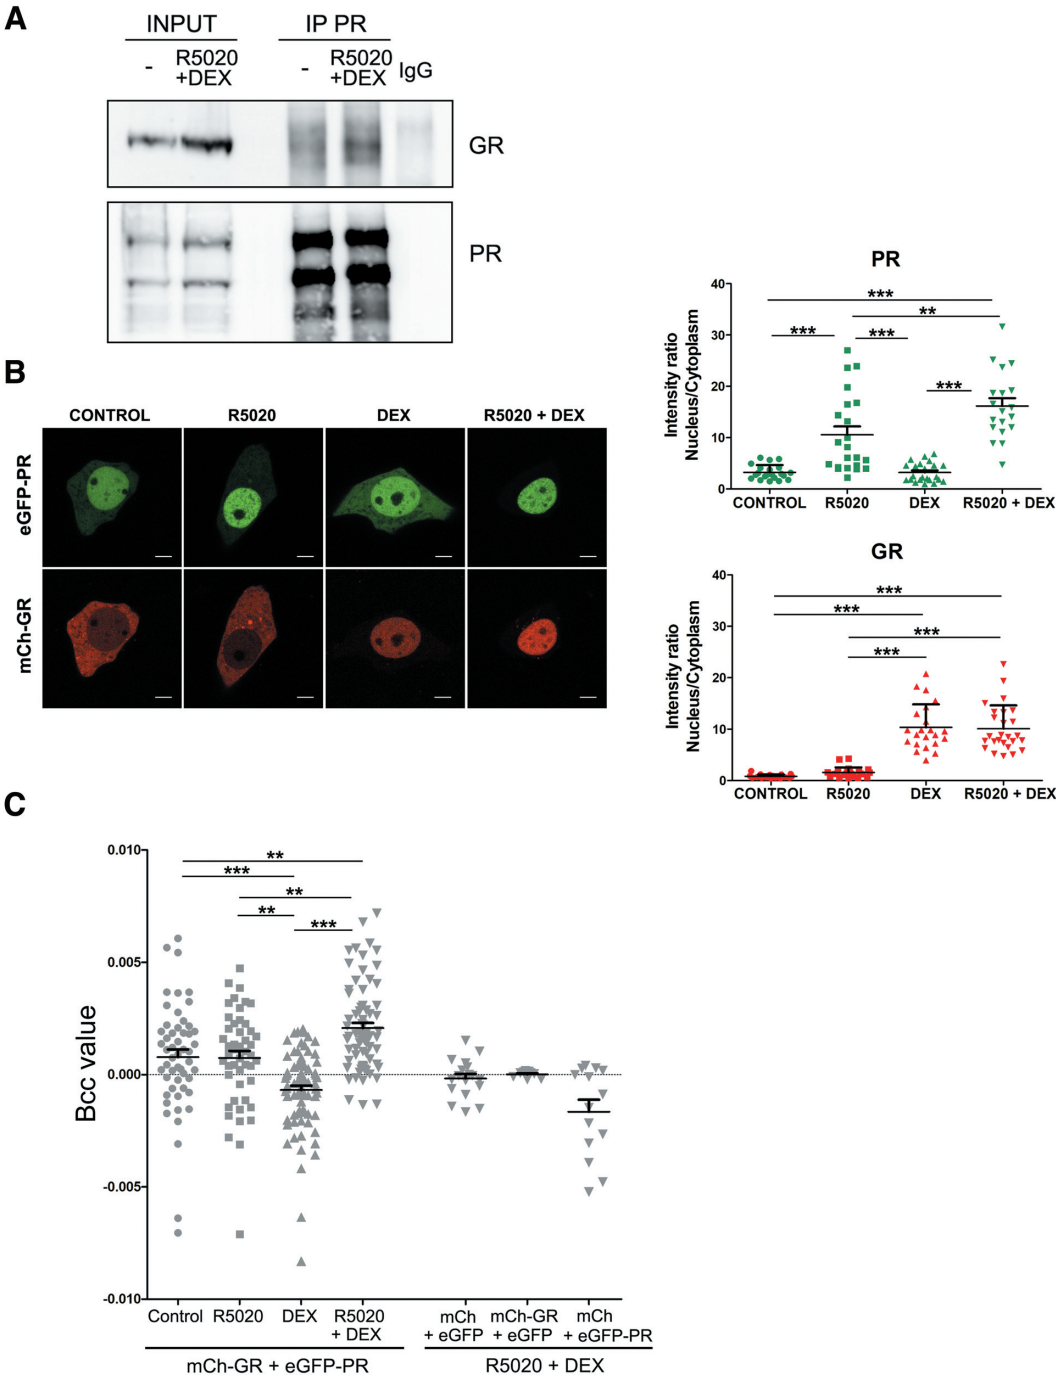 A
INPUT
IP PR
-
R5020
+DEX
-
R5020
+DEX
IgG
GR
PR
B
CONTROL
R5020
DEX
R5020 + DEX
eGFP-PR
mCh-GR
PR
Intensity ratio
Nucleus/Cytoplasm
40
30
20
10
0
***
**
***
***
***
CONTROL
R5020
DEX
R5020 + DEX
GR
Intensity ratio
Nucleus/Cytoplasm
40
30
20
10
0
***
***
***
***
CONTROL
R5020
DEX
R5020 + DEX
C
Bcc value
0.010
0.005
0.000
-0.005
-0.010
**
***
**
**
***
Control
R5020
DEX
R5020
+ DEX
mCh
+ eGFP
mCh-GR
+ eGFP
mCh
+ eGFP-PR
mCh-GR + eGFP-PR
R5020 + DEX